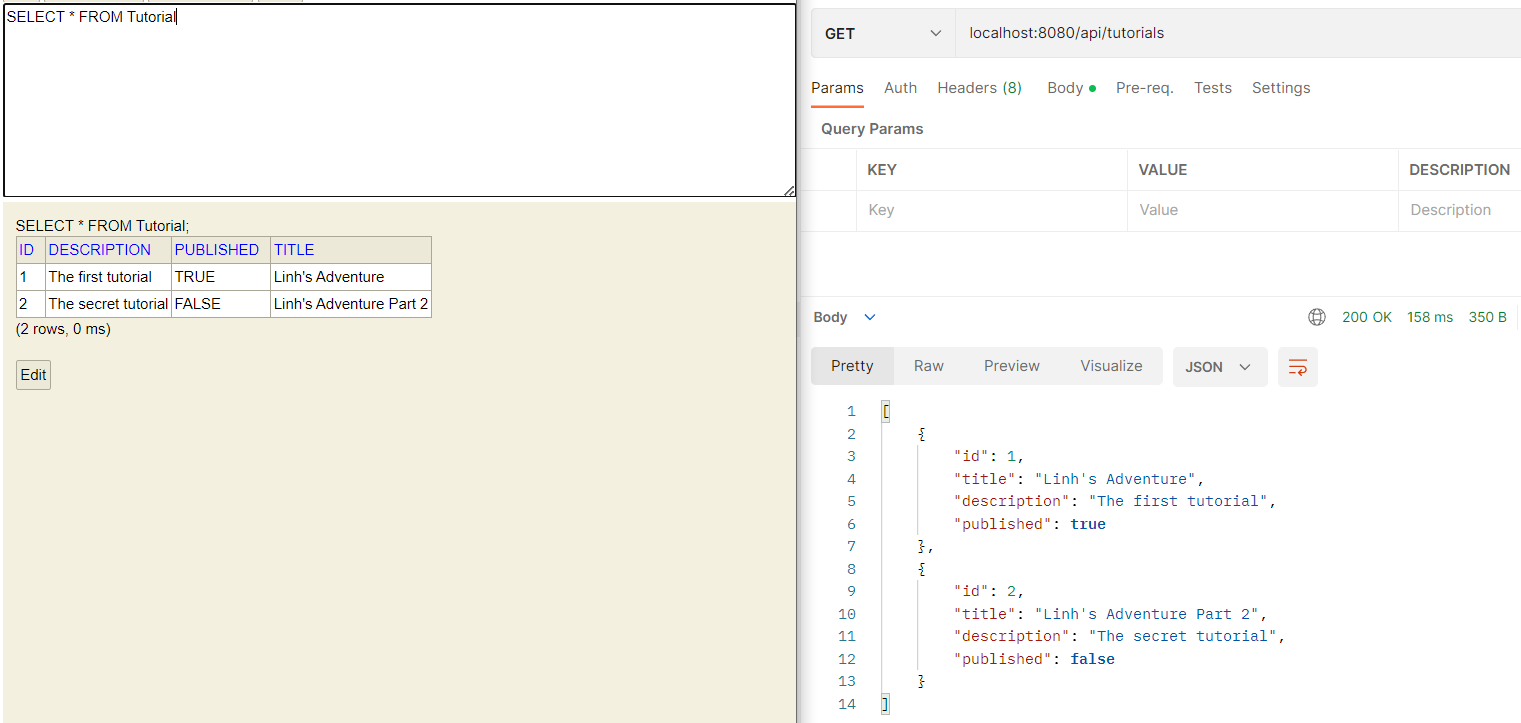 SELECT * FROM Tutorial
SELECT * FROM Tutorial;
ID DESCRIPTION PUBLISHED TITLE
1 The first tutorial TRUE Linh's Adventure
2 The secret tutorial FALSE Linh's Adventure Part 2
(2 rows, 0 ms)
Edit
GET localhost:8080/api/tutorials
Params Auth Headers (8) Body Pre-req. Tests Settings
Query Params
KEY VALUE DESCRIPTION
Key Value Description
Body 200 OK 158 ms 350 B
Pretty Raw Preview Visualize JSON
1 [
2 {
3 "id": 1,
4 "title": "Linh's Adventure",
5 "description": "The first tutorial",
6 "published": true
7 },
8 {
9 "id": 2,
10 "title": "Linh's Adventure Part 2",
11 "description": "The secret tutorial",
12 "published": false
13 }
14 ]